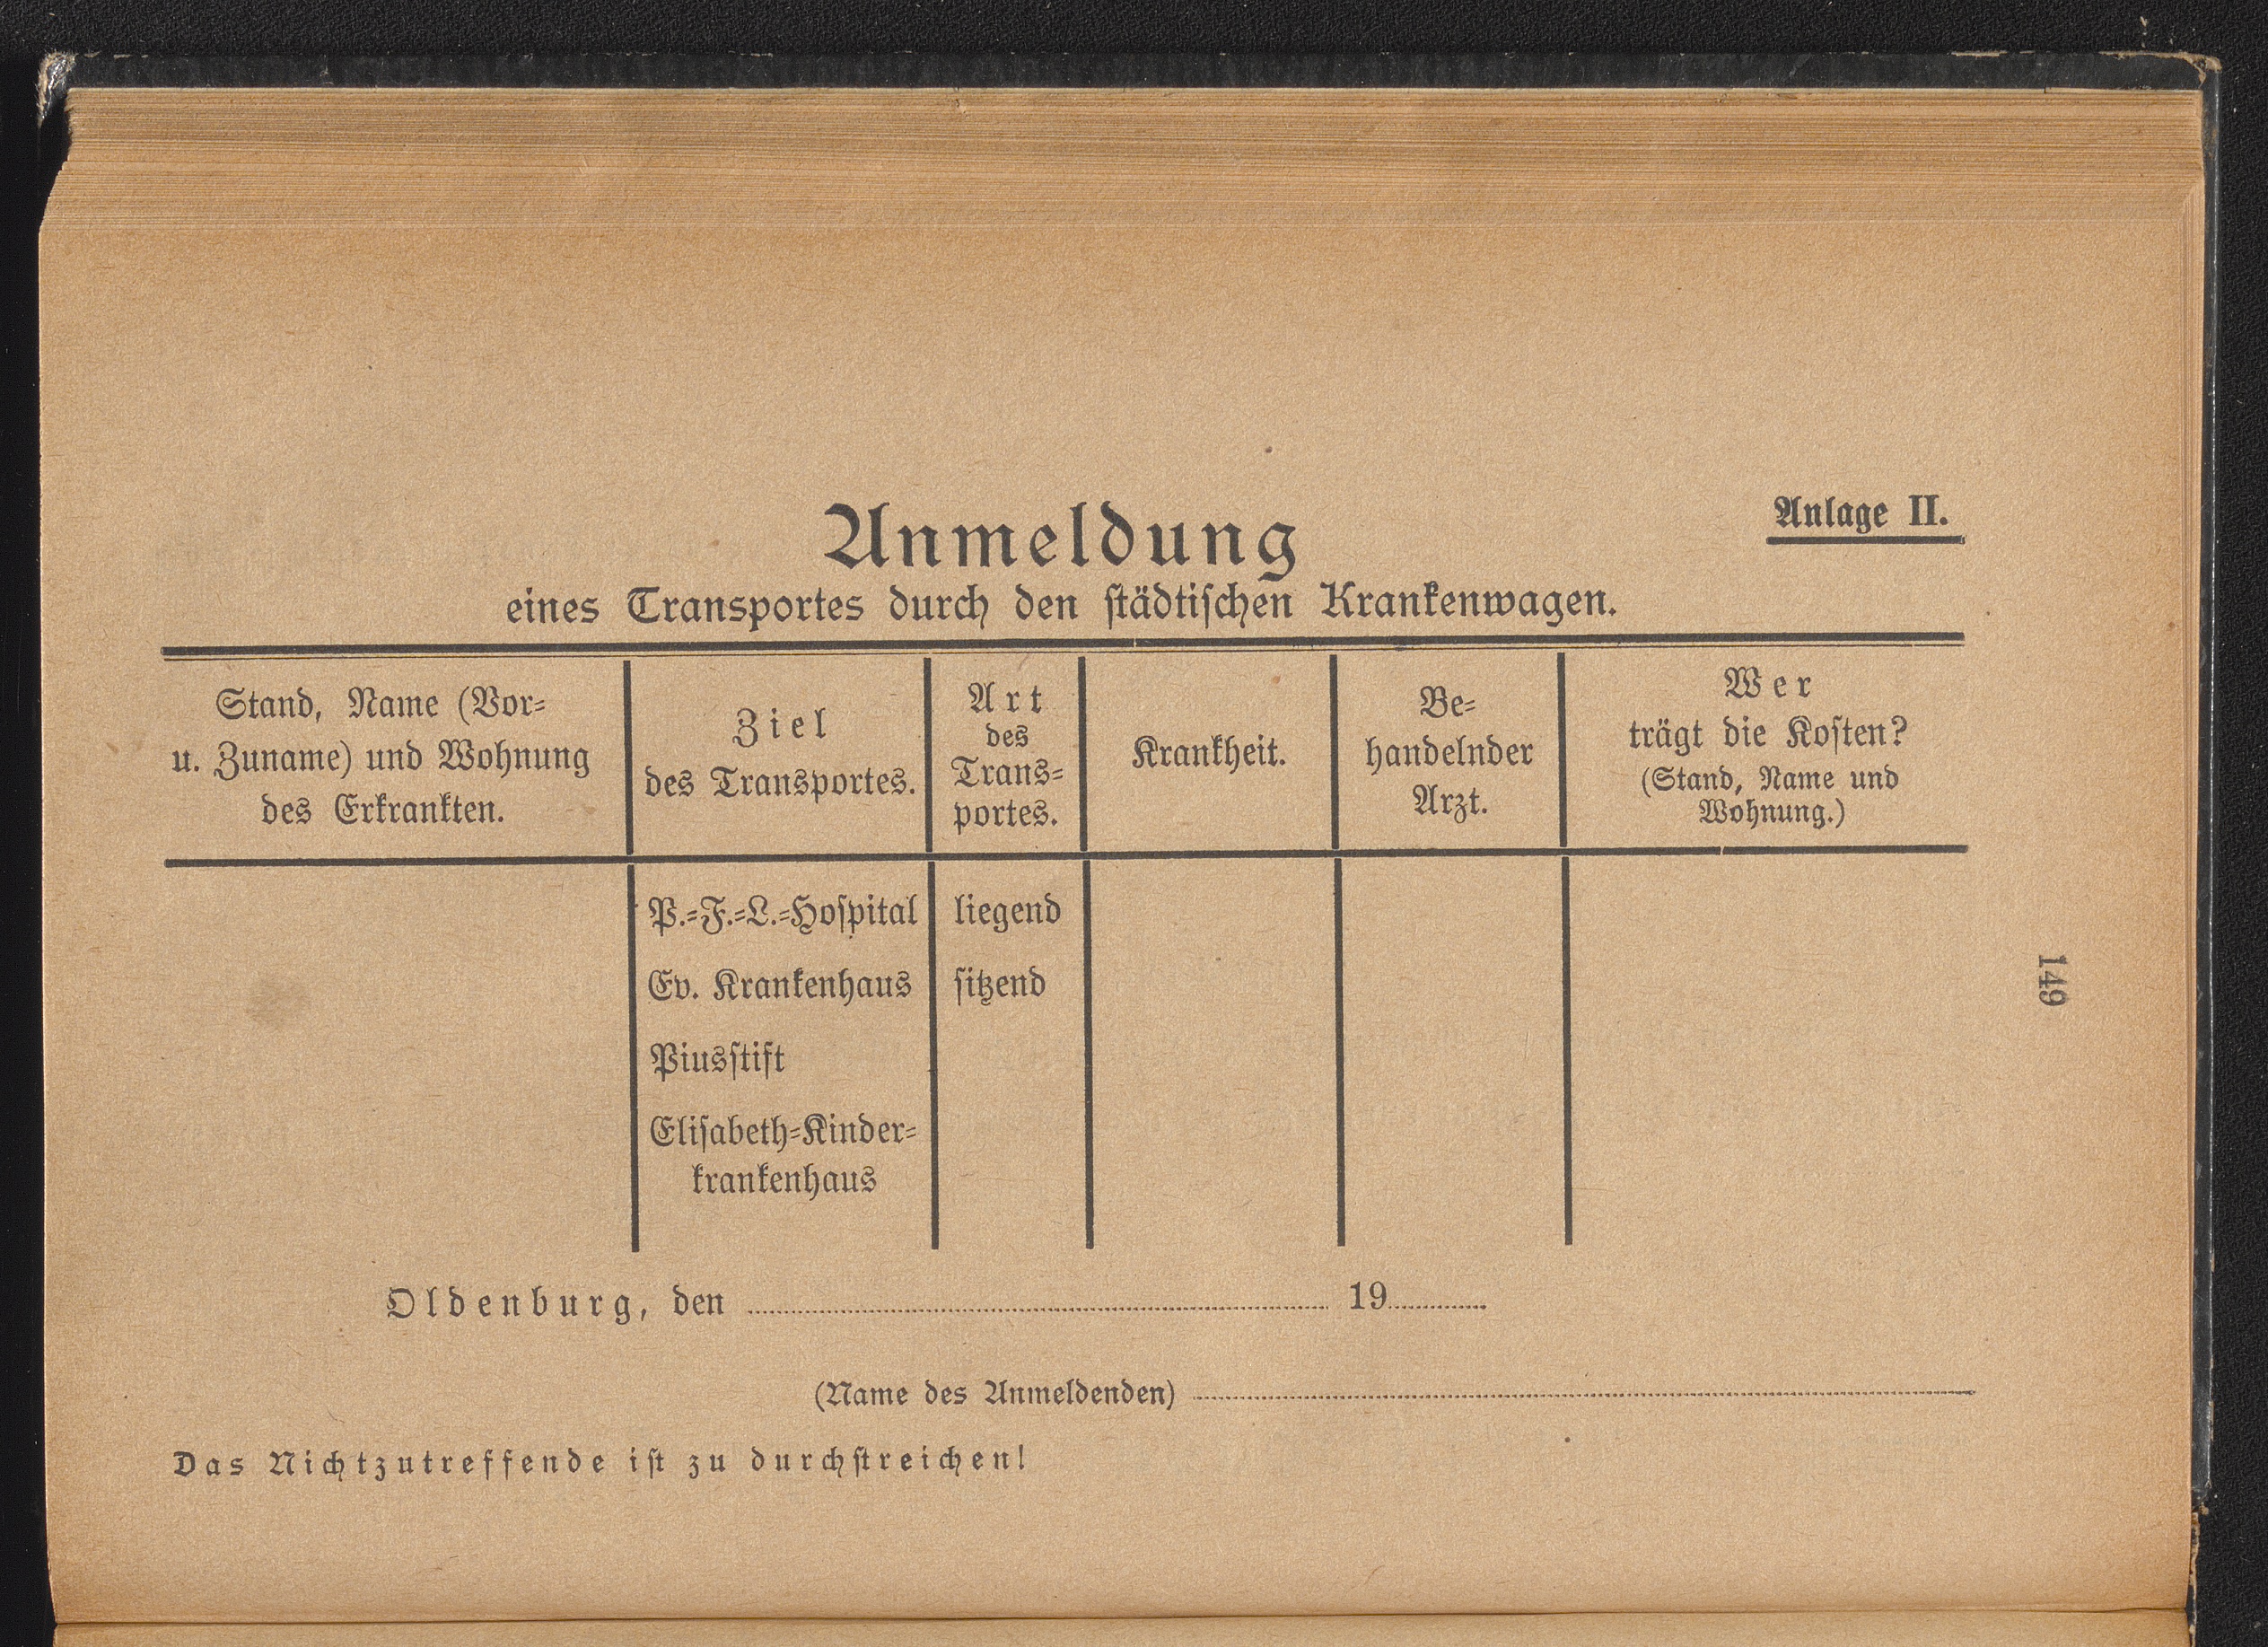 Anlage II.
Anmeldung
eines Transportes durch den ſtädtiſchen Krankenwagen.
Stand, Name (Vor-
u. Zuname) und Wohnung
des Erkrankten.
Ziel
des Transportes.
Art
des
Trans-
portes.
Krankheit.
Be-
handelnder
Arzt.
Wer
trägt die Koſten?
(Stand, Name und
Wohnung.)
P.-F.-L.-Hoſpital
Ev. Krankenhaus
Piusſtift
Eliſabeth-Kinder-
krankenhaus
liegend
ſitzend
Oldenburg, den ........ 19....
(Name des Anmeldenden) ........
Das Nichtzutreffende iſt zu durchſtreichen!
149